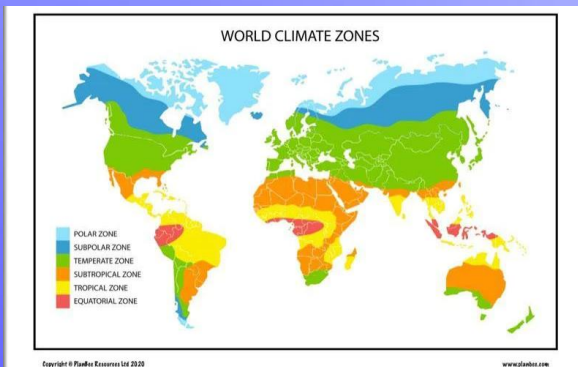 WORLD CLIMATE ZONES
POLAR ZONE
SUBPOLAR ZONE
TEMPERATE ZONE
SUBTROPICAL ZONE
TROPICAL ZONE
EQUATORIAL ZONE
Copyright © PlanBee Resources Ltd 2020
www.planbee.com